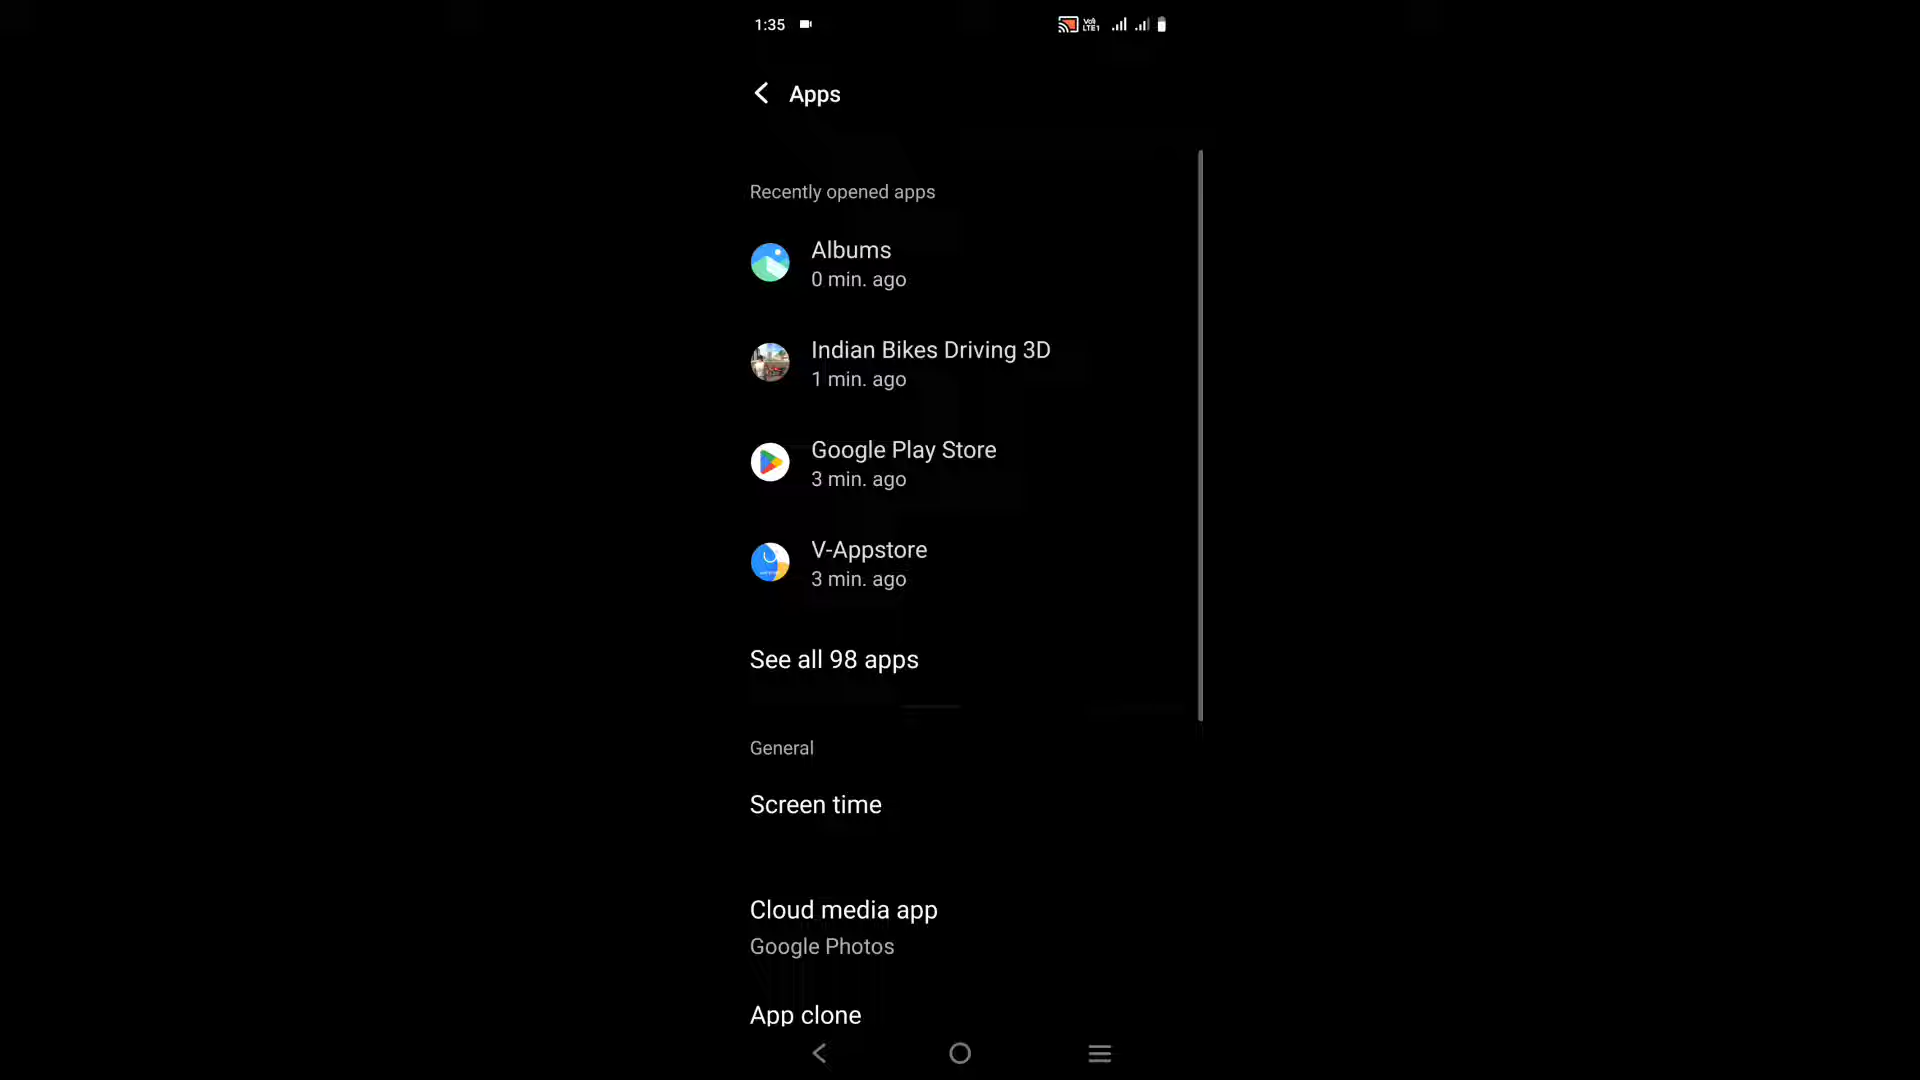 1:35
Apps
Recently opened apps
Albums
0 min. ago
Indian Bikes Driving 3D
1 min. ago
Google Play Store
3 min. ago
V-Appstore
3 min. ago
See all 98 apps
General
Screen time
Cloud media app
Google Photos
App clone